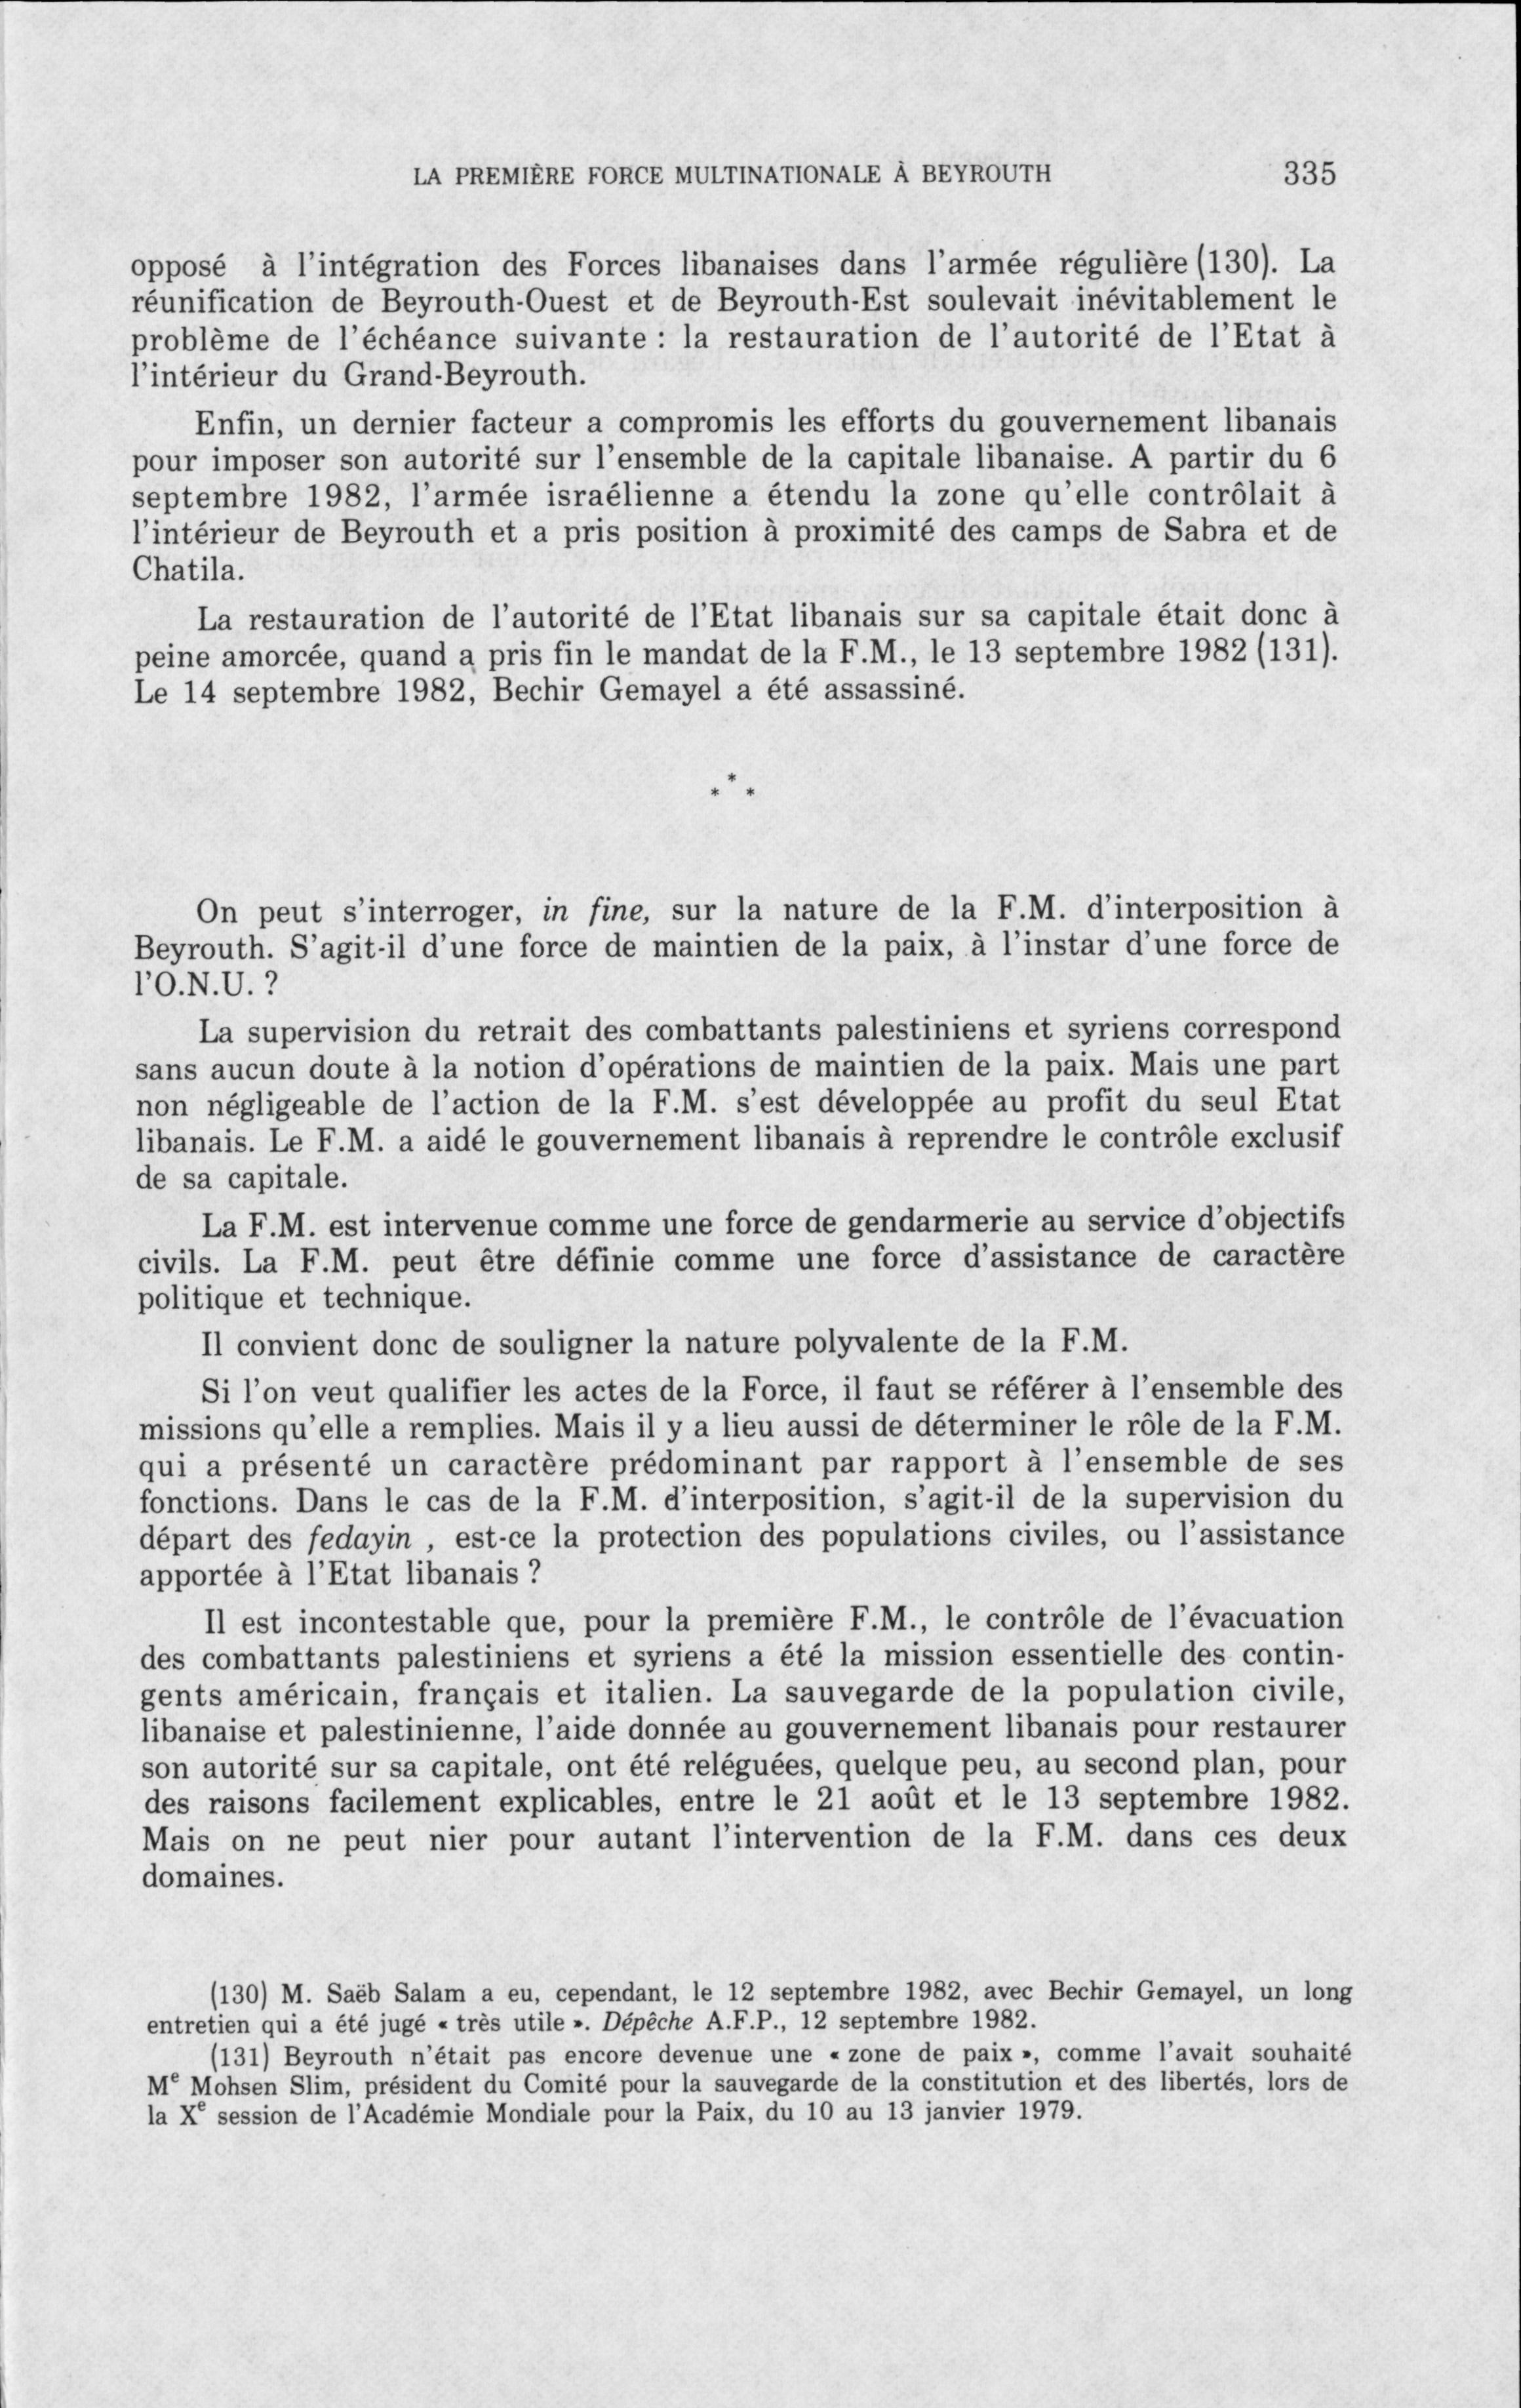 LA PREMIÈRE FORCE MULTINATIONALE À BEYROUTH 335
opposé à l'intégration des Forces libanaises dans l'armée régulière (130). La
réunification de Beyrouth-Ouest et de Beyrouth-Est soulevait inévitablement le
problème de l'échéance suivante : la restauration de l'autorité de l'Etat à
l'intérieur du Grand-Beyrouth.
Enfin, un dernier facteur a compromis les efforts du gouvernement libanais
pour imposer son autorité sur l'ensemble de la capitale libanaise. A partir du 6
septembre 1982, l'armée israélienne a étendu la zone qu'elle contrôlait à
l'intérieur de Beyrouth et a pris position à proximité des camps de Sabra et de
Chatila.
La restauration de l'autorité de l'Etat libanais sur sa capitale était donc à
peine amorcée, quand a pris fin le mandat de la F.M., le 13 septembre 1982 (131).
Le 14 septembre 1982, Bechir Gemayel a été assassiné.
* * *
On peut s'interroger, in fine, sur la nature de la F.M. d'interposition à
Beyrouth. S'agit-il d'une force de maintien de la paix, à l'instar d'une force de
l'O.N.U. ?
La supervision du retrait des combattants palestiniens et syriens correspond
sans aucun doute à la notion d'opérations de maintien de la paix. Mais une part
non négligeable de l'action de la F.M. s'est développée au profit du seul Etat
libanais. Le F.M. a aidé le gouvernement libanais à reprendre le contrôle exclusif
de sa capitale.
La F.M. est intervenue comme une force de gendarmerie au service d'objectifs
civils. La F.M. peut être définie comme une force d'assistance de caractère
politique et technique.
Il convient donc de souligner la nature polyvalente de la F.M.
Si l'on veut qualifier les actes de la Force, il faut se référer à l'ensemble des
missions qu'elle a remplies. Mais il y a lieu aussi de déterminer le rôle de la F.M.
qui a présenté un caractère prédominant par rapport à l'ensemble de ses
fonctions. Dans le cas de la F.M. d'interposition, s'agit-il de la supervision du
départ des fedayin , est-ce la protection des populations civiles, ou l'assistance
apportée à l'Etat libanais ?
Il est incontestable que, pour la première F.M., le contrôle de l'évacuation
des combattants palestiniens et syriens a été la mission essentielle des contin-
gents américain, français et italien. La sauvegarde de la population civile,
libanaise et palestinienne, l'aide donnée au gouvernement libanais pour restaurer
son autorité sur sa capitale, ont été reléguées, quelque peu, au second plan, pour
des raisons facilement explicables, entre le 21 août et le 13 septembre 1982.
Mais on ne peut nier pour autant l'intervention de la F.M. dans ces deux
domaines.
(130) M. Saëb Salam a eu, cependant, le 12 septembre 1982, avec Bechir Gemayel, un long
entretien qui a été jugé « très utile ». Dépêche A.F.P., 12 septembre 1982.
(131) Beyrouth n'était pas encore devenue une « zone de paix », comme l'avait souhaité
Me Mohsen Slim, président du Comité pour la sauvegarde de la constitution et des libertés, lors de
la Xe session de l'Académie Mondiale pour la Paix, du 10 au 13 janvier 1979.